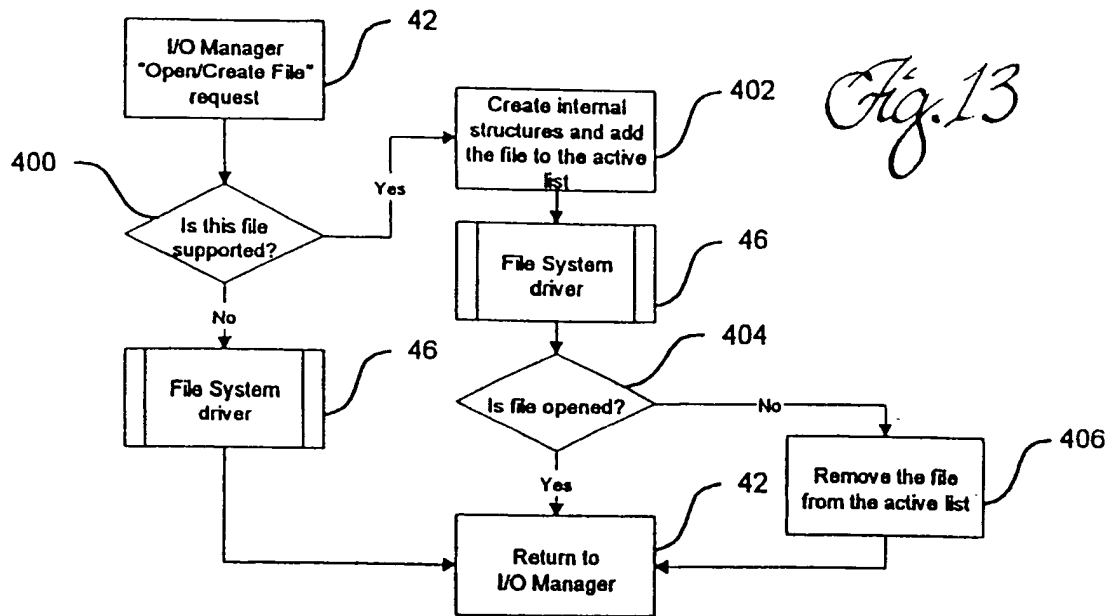 I/O Manager
"Open/Create File"
request
42
Fig. 13
400
Is this file
supported?
Yes
Create internal
structures and add
the file to the active
list
402
File System
driver
46
No
File System
driver
46
Is file opened?
404
No
Yes
Remove the file
from the active list
406
Return to
I/O Manager
42